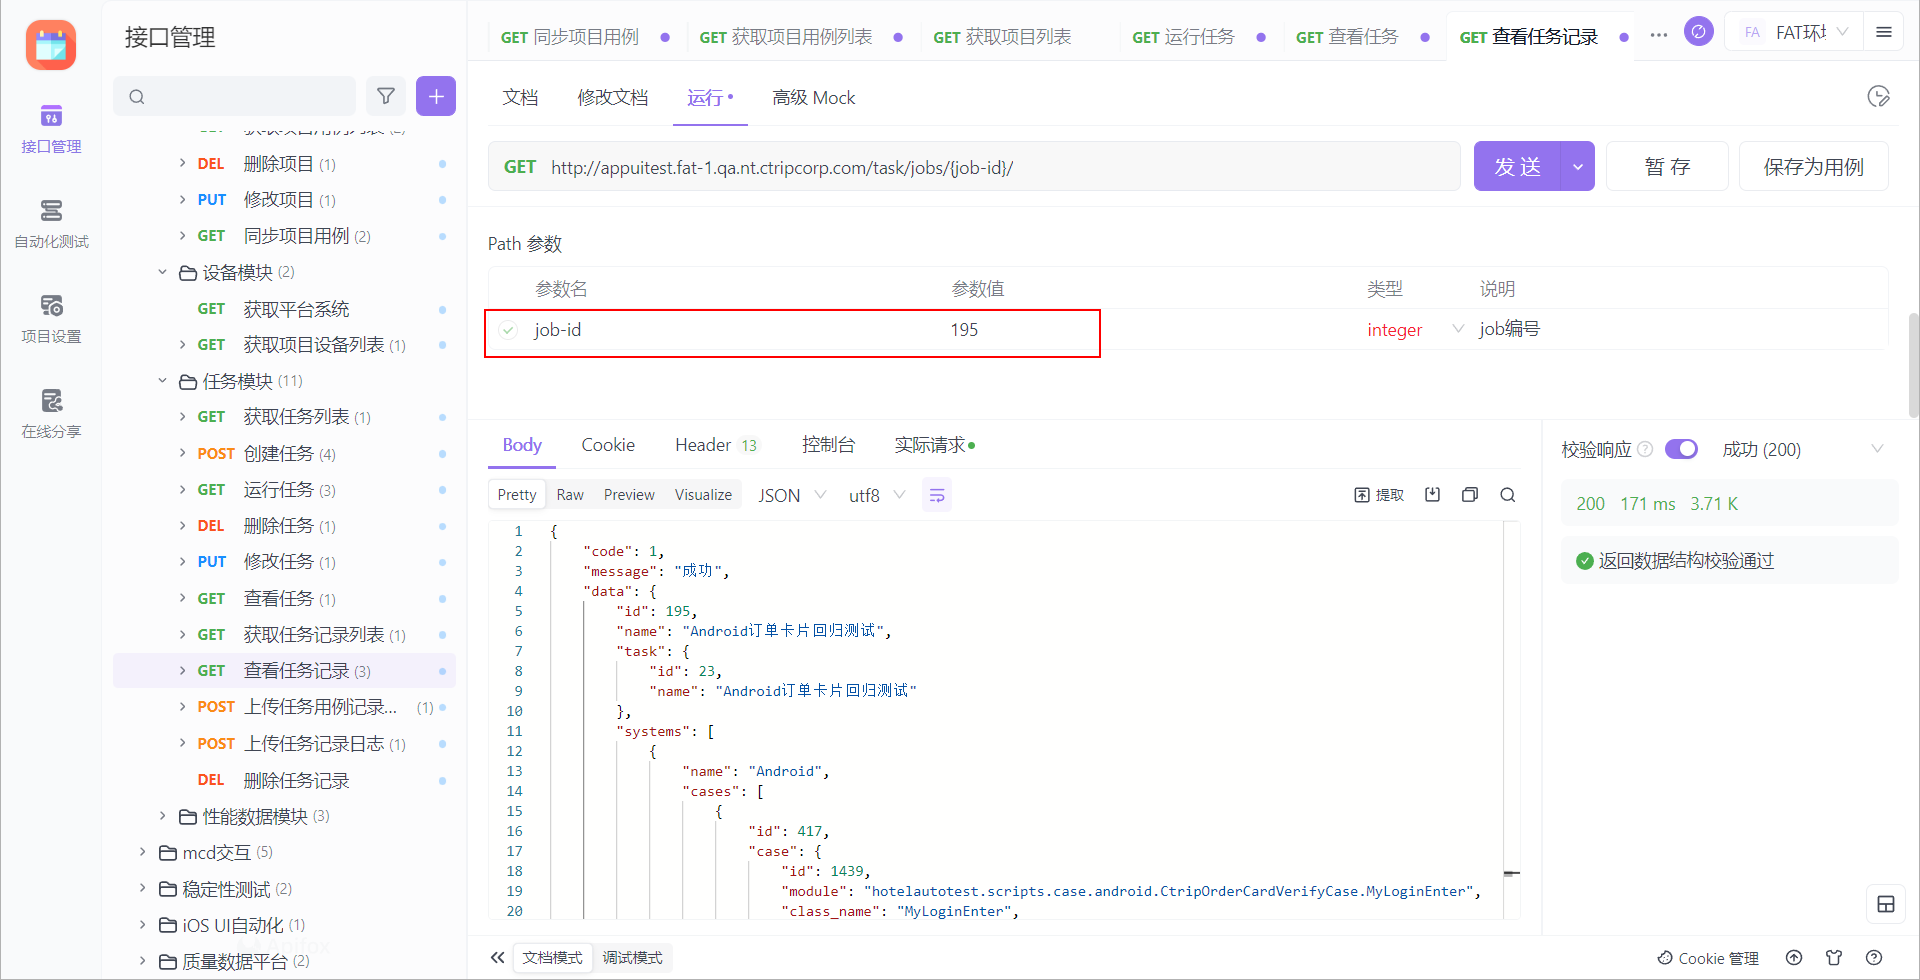 接口管理
自动化测试
项目设置
在线分享
接口管理
获取项目用例列表 (2)
DEL 删除项目 (1)
PUT 修改项目 (1)
GET 同步项目用例 (2)
设备模块 (2)
GET 获取平台系统
GET 获取项目设备列表 (1)
任务模块 (11)
GET 获取任务列表 (1)
POST 创建任务 (4)
GET 运行任务 (3)
DEL 删除任务 (1)
PUT 修改任务 (1)
GET 查看任务 (1)
GET 获取任务记录列表 (1)
GET 查看任务记录 (3)
POST 上传任务用例记录... (1)
POST 上传任务记录日志 (1)
DEL 删除任务记录
性能数据模块 (3)
mcd交互 (5)
稳定性测试 (2)
iOS UI自动化 (1)
质量数据平台 (2)
Apifox
GET 同步项目用例 GET 获取项目用例列表 GET 获取项目列表 GET 运行任务 GET 查看任务 GET 查看任务记录 ... FA FAT环境
文档 修改文档 运行 高级 Mock
GET http://appuitest.fat-1.qa.nt.ctripcorp.com/task/jobs/{job-id}/ 发 送 暂 存 保存为用例
Path 参数
参数名 参数值 类型 说明
job-id 195 integer job编号
Body Cookie Header 13 控制台 实际请求
Pretty Raw Preview Visualize JSON utf8 提取
1 {
2 "code": 1,
3 "message": "成功",
4 "data": {
5 "id": 195,
6 "name": "Android订单卡片回归测试",
7 "task": {
8 "id": 23,
9 "name": "Android订单卡片回归测试"
10 },
11 "systems": [
12 {
13 "name": "Android",
14 "cases": [
15 {
16 "id": 417,
17 "case": {
18 "id": 1439,
19 "module": "hotelautotest.scripts.case.android.CtripOrderCardVerifyCase.MyLoginEnter",
20 "class_name": "MyLoginEnter",
校验响应 成功 (200)
200 171 ms 3.71 K
返回数据结构校验通过
文档模式 调试模式
Cookie 管理